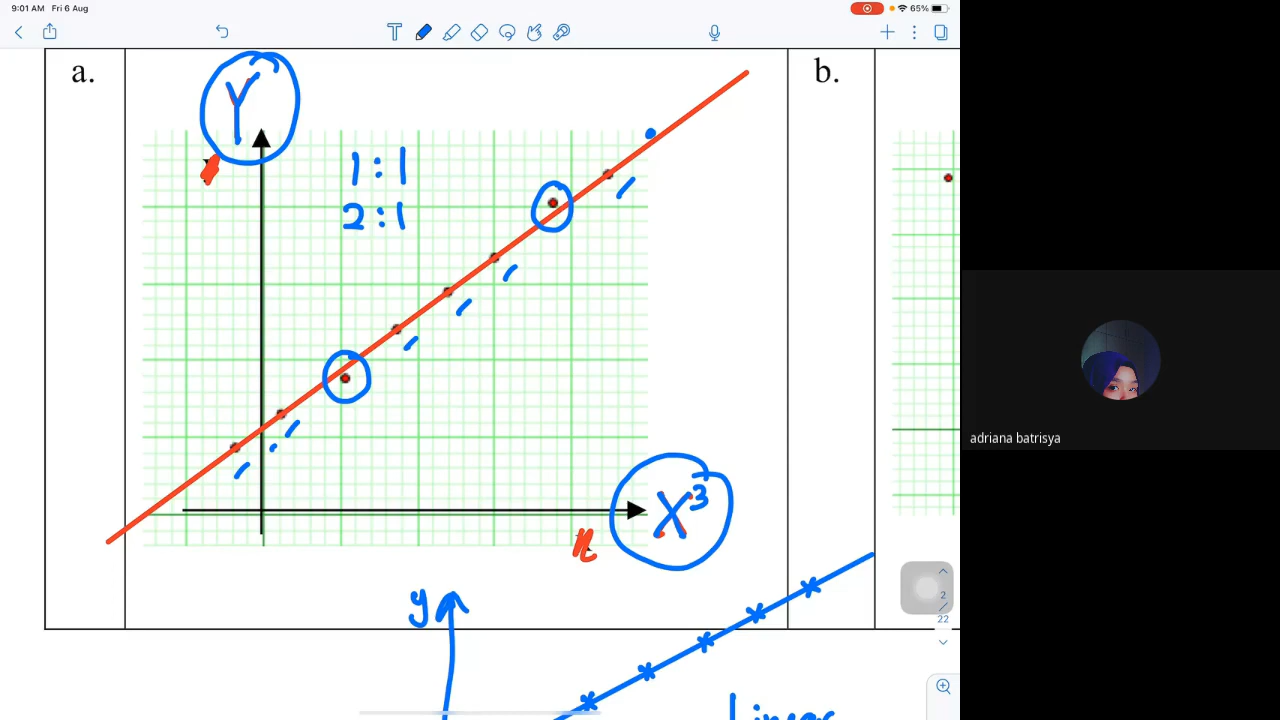 9:01 AM Fri 6 Aug
65%
a.
b.
Y
1:1
2:1
X³
adriana batrisya
2
22
y
Linear